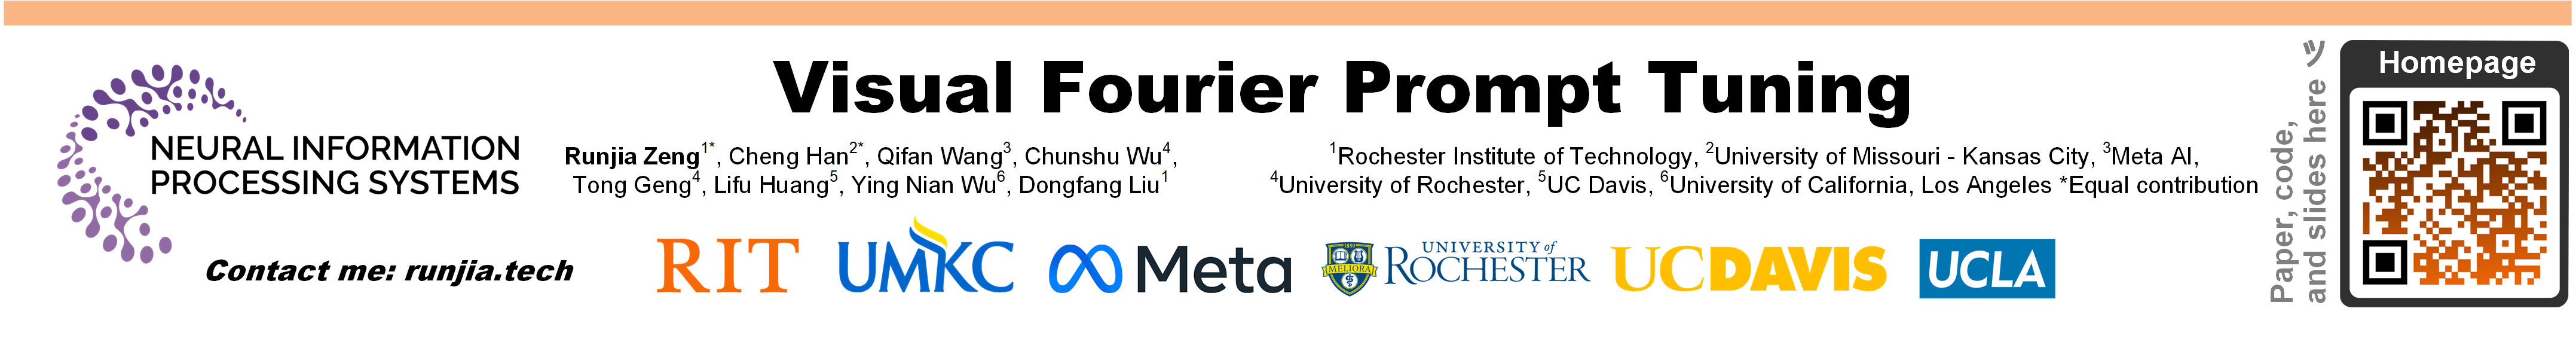 Visual Fourier Prompt Tuning
NEURAL INFORMATION
PROCESSING SYSTEMS
Contact me: runjia.tech
Runjia Zeng1*, Cheng Han2*, Qifan Wang3, Chunshu Wu4,
Tong Geng4, Lifu Huang5, Ying Nian Wu6, Dongfang Liu1
1Rochester Institute of Technology, 2University of Missouri - Kansas City, 3Meta AI,
4University of Rochester, 5UC Davis, 6University of California, Los Angeles *Equal contribution
RIT
UMKC
Meta
1850
MELIORA
UNIVERSITY of
ROCHESTER
UCDAVIS
UCLA
Paper, code,
and slides here ツ
Homepage